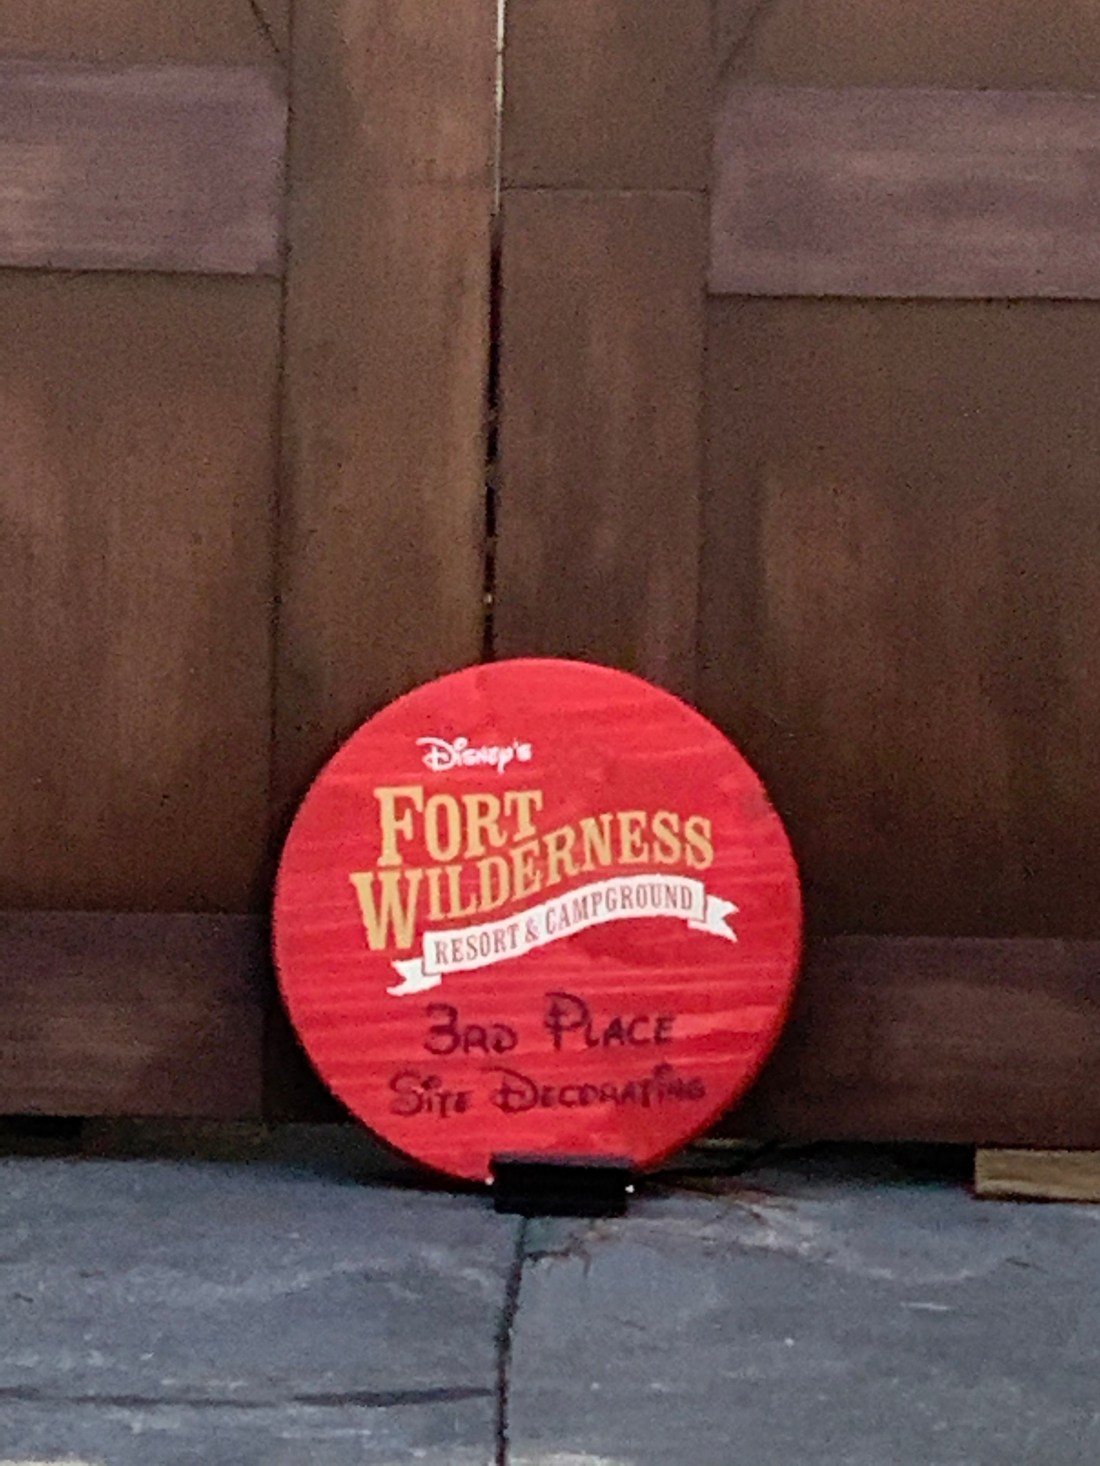 Disney's
FORT
WILDERNESS
RESORT & CAMPGROUND
3RD PLACE
SITE DECORATING